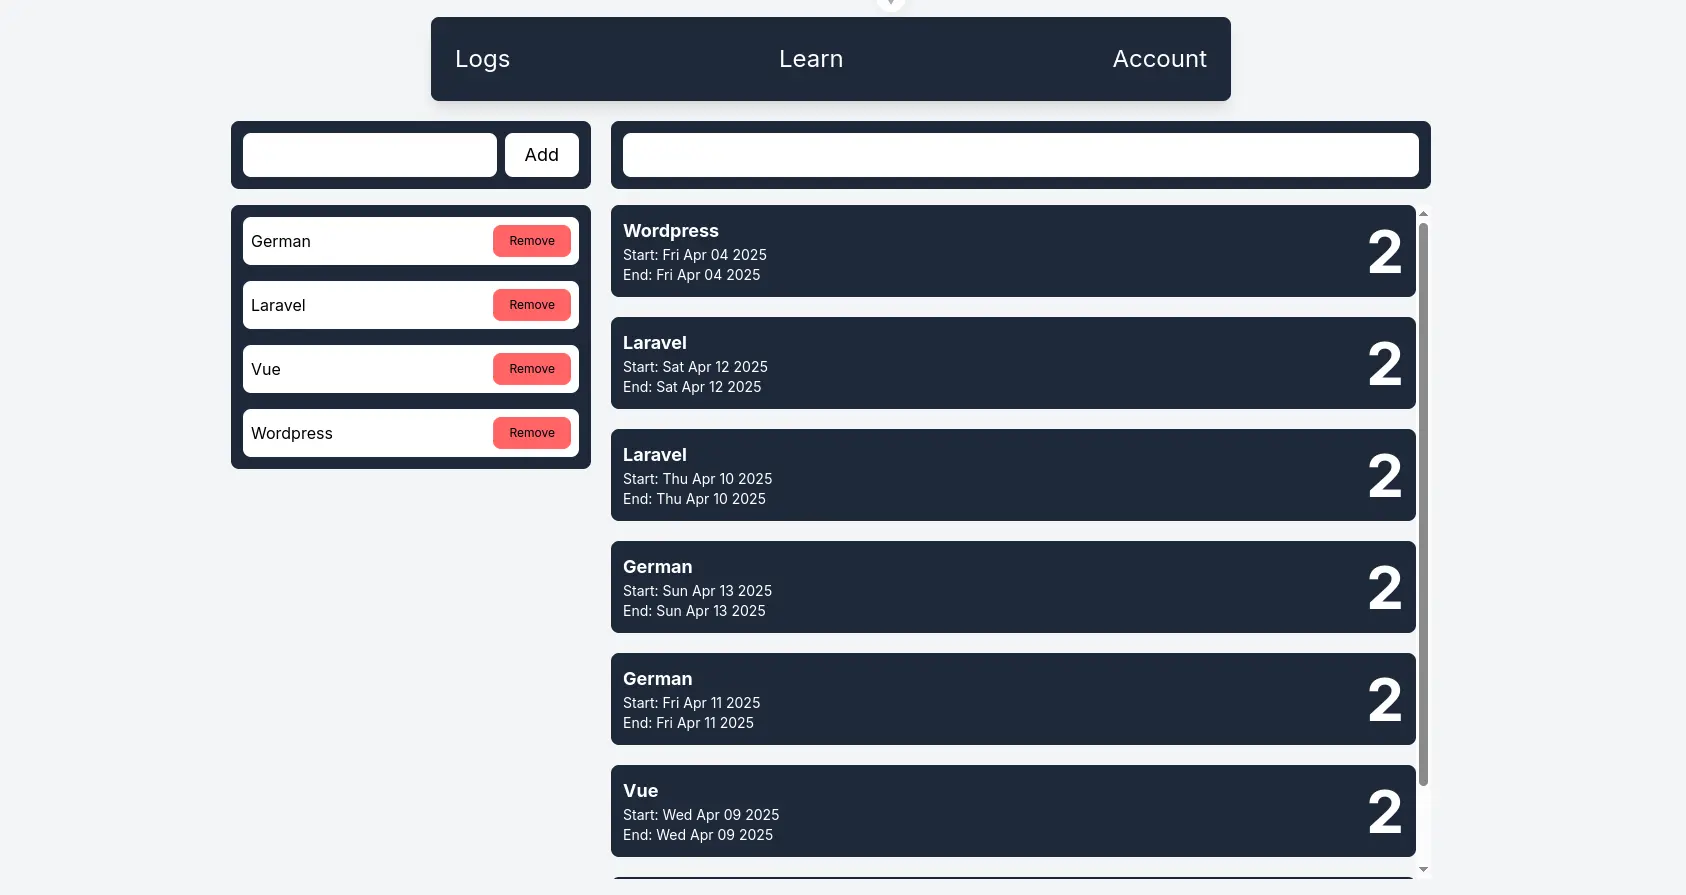 Logs
Learn
Account
Add
German
Remove
Laravel
Remove
Vue
Remove
Wordpress
Remove
Wordpress
Start: Fri Apr 04 2025
End: Fri Apr 04 2025
2
Laravel
Start: Sat Apr 12 2025
End: Sat Apr 12 2025
2
Laravel
Start: Thu Apr 10 2025
End: Thu Apr 10 2025
2
German
Start: Sun Apr 13 2025
End: Sun Apr 13 2025
2
German
Start: Fri Apr 11 2025
End: Fri Apr 11 2025
2
Vue
Start: Wed Apr 09 2025
End: Wed Apr 09 2025
2